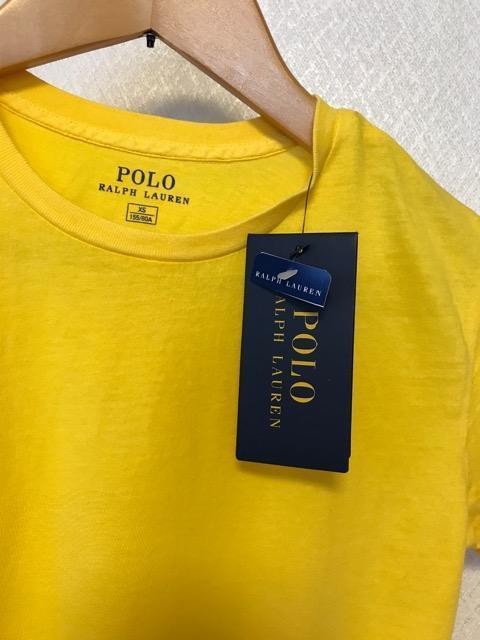 POLO
RALPH LAUREN
XS
155/80A
RALPH LAUREN
POLO
RALPH LAUREN